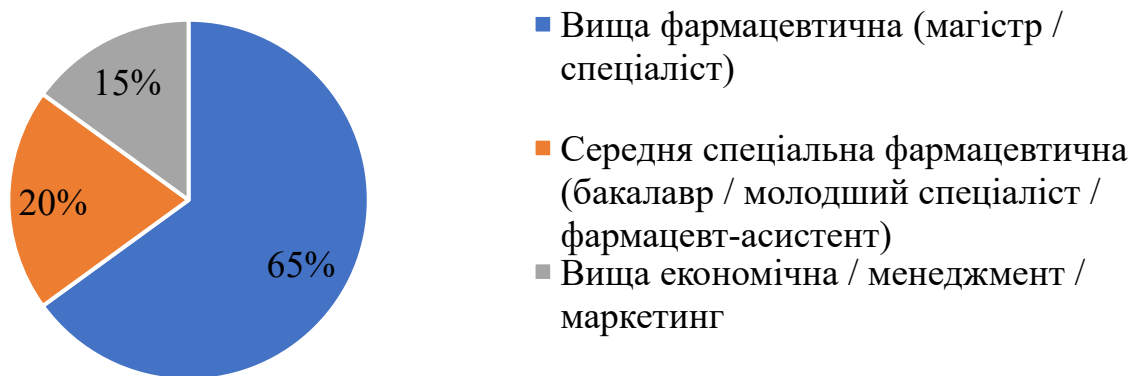 15%
20%
65%
Вища фармацевтична (магістр /
спеціаліст)
Середня спеціальна фармацевтична
(бакалавр / молодший спеціаліст /
фармацевт-асистент)
Вища економічна / менеджмент /
маркетинг